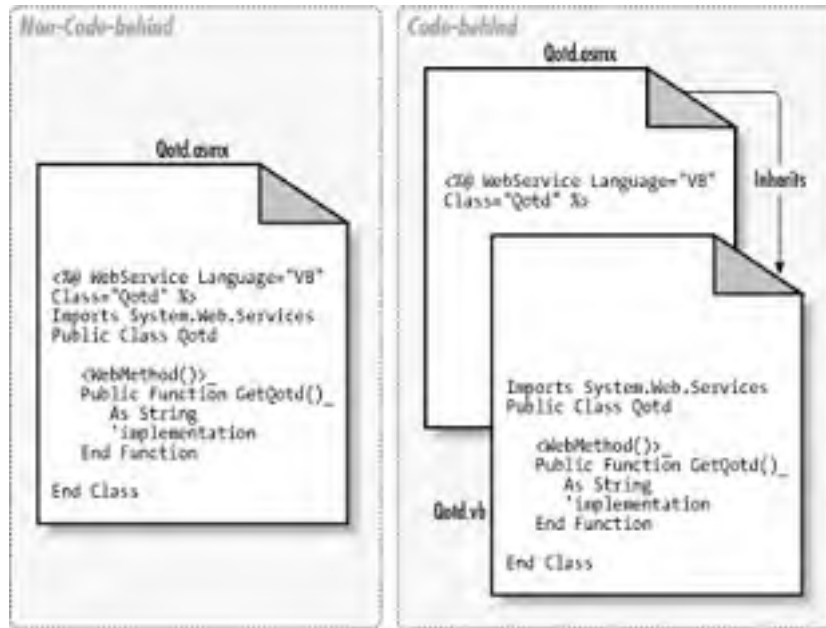 Non-Code-behind
Qotd.asmx
<%@ WebService Language="VB"
Class="Qotd" %>
Imports System.Web.Services
Public Class Qotd
<WebMethod()>_
Public Function GetQotd()_
As String
'implementation
End Function
End Class
Code-behind
Qotd.asmx
<%@ WebService Language="VB"
Class="Qotd" %>
Inherits
Imports System.Web.Services
Public Class Qotd
<WebMethod()>_
Public Function GetQotd()_
As String
'implementation
End Function
End Class
Qotd.vb